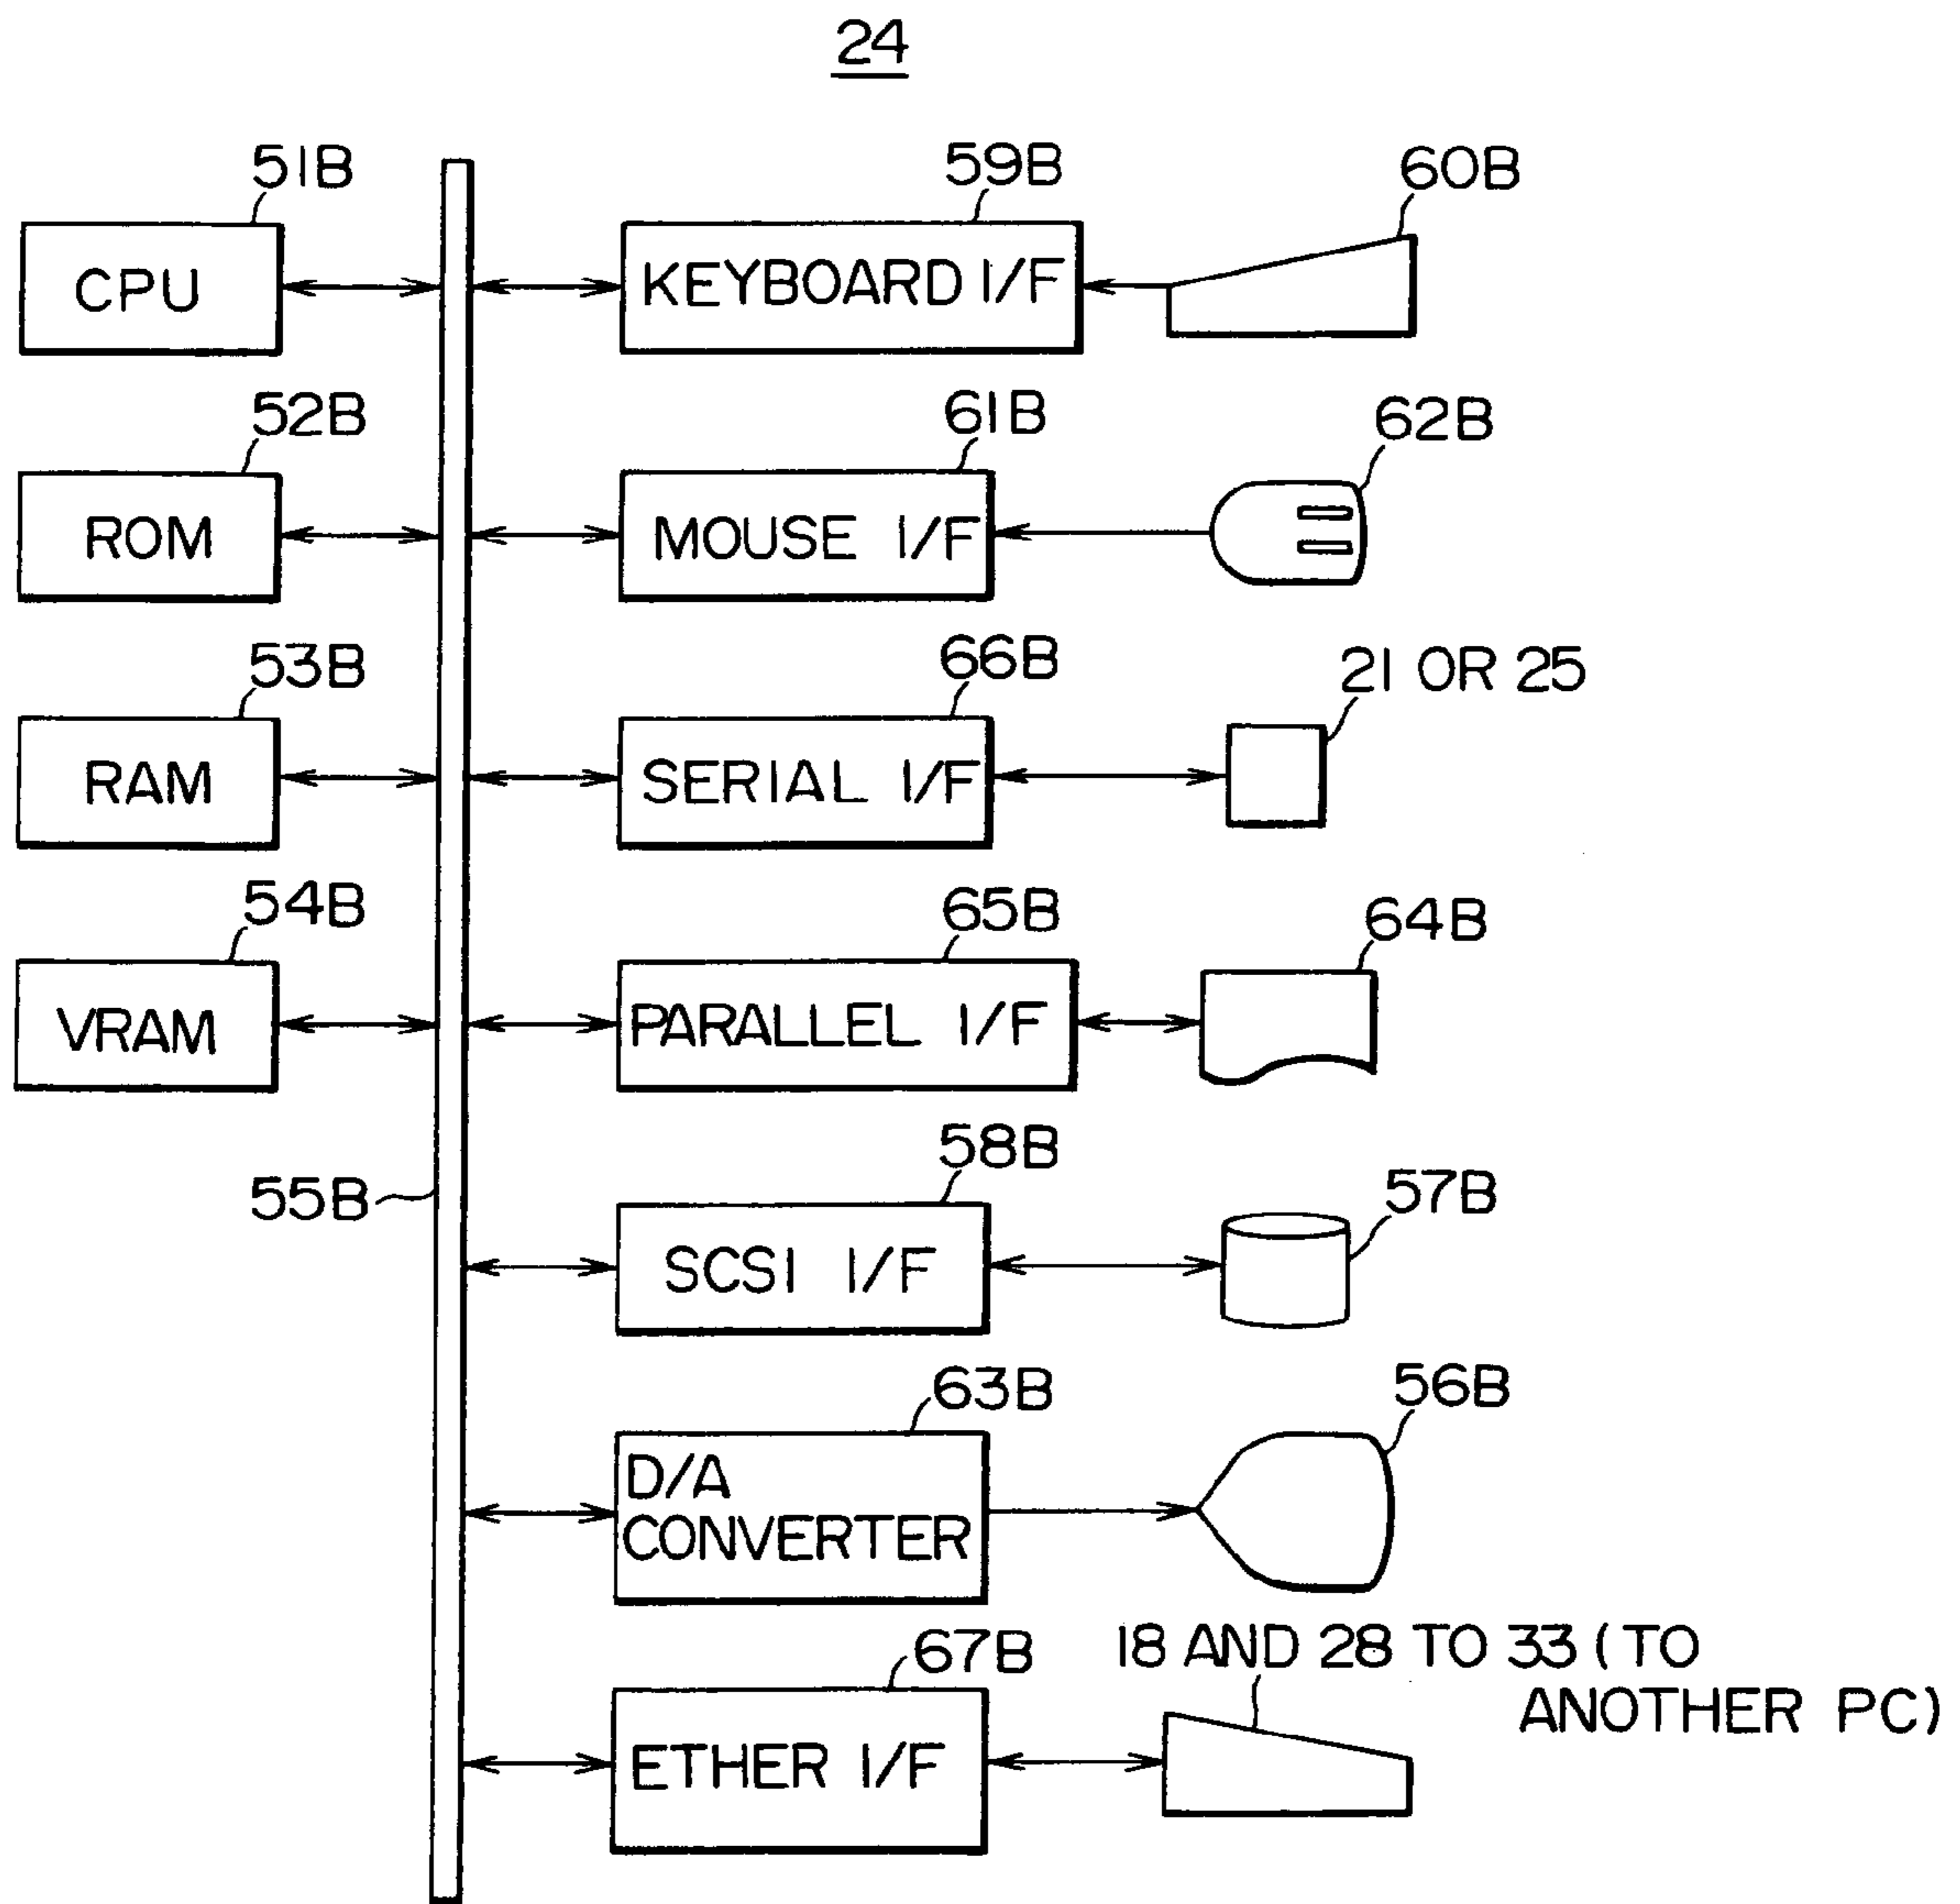 24
51B
59B
60B
CPU
KEYBOARD I/F
52B
61B
62B
ROM
MOUSE I/F
53B
66B
21 OR 25
RAM
SERIAL I/F
54B
65B
64B
VRAM
PARALLEL I/F
55B
58B
57B
SCSI I/F
63B
56B
D/A
CONVERTER
67B
18 AND 28 TO 33 (TO
ANOTHER PC)
ETHER I/F